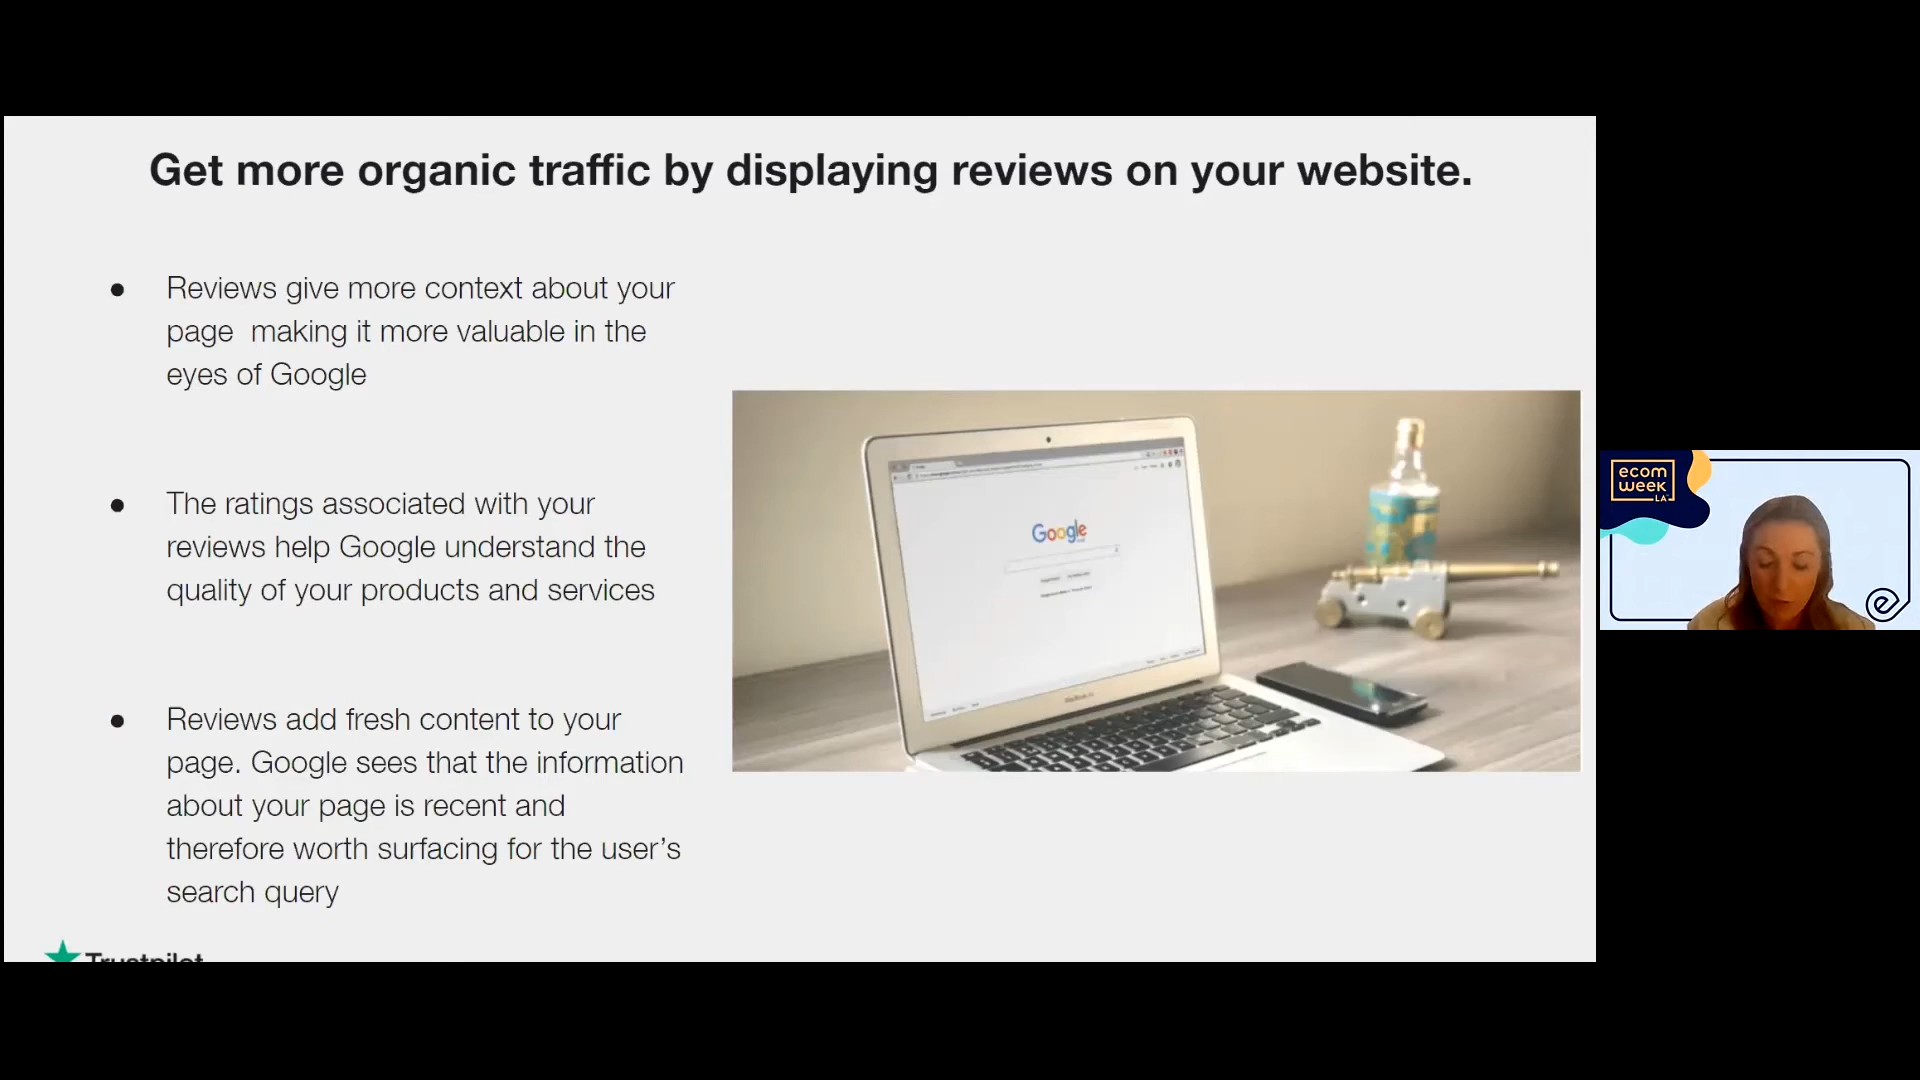 Get more organic traffic by displaying reviews on your website.
● Reviews give more context about your
page  making it more valuable in the
eyes of Google
● The ratings associated with your
reviews help Google understand the
quality of your products and services
● Reviews add fresh content to your
page. Google sees that the information
about your page is recent and
therefore worth surfacing for the user’s
search query
Google
Trustpilot
ecom
week
LA